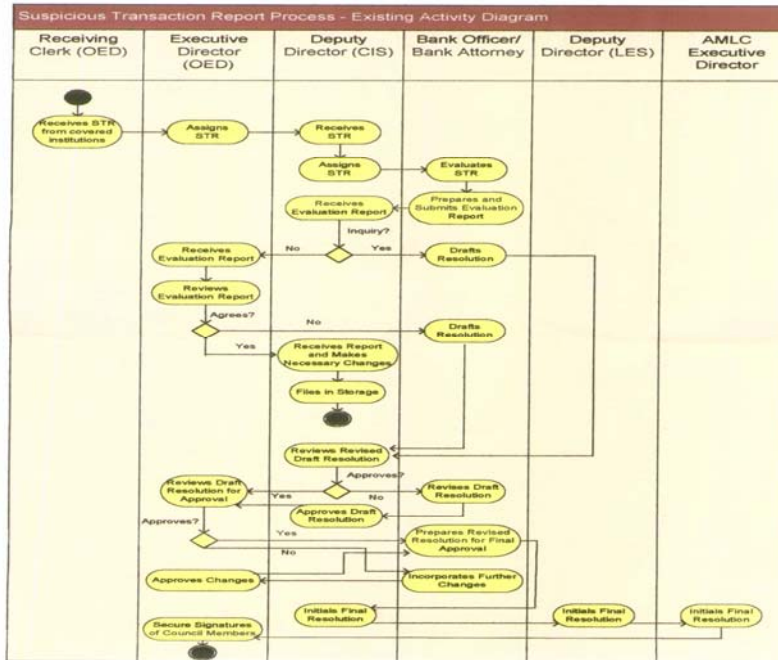 Suspicious Transaction Report Process - Existing Activity Diagram
Receiving
Clerk (OED)
Executive
Director
(OED)
Deputy
Director (CIS)
Bank Officer/
Bank Attorney
Deputy
Director (LES)
AMLC
Executive
Director
Receives STR
from covered
institutions
Assigns
STR
Receives
STR
Assigns
STR
Evaluates
STR
Receives
Evaluation Report
Prepares and
Submits Evaluation
Report
Inquiry?
No
Yes
Receives
Evaluation Report
Drafts
Resolution
Reviews
Evaluation Report
Agrees?
No
Drafts
Resolution
Yes
Receives Report
and Makes
Necessary Changes
Files in Storage
Reviews Revised
Draft Resolution
Approves?
Reviews Draft
Resolution for
Approval
Yes
No
Revises Draft
Resolution
Approves Draft
Resolution
Approves?
Yes
Prepares Revised
Resolution for Final
Approval
No
Approves Changes
Incorporates Further
Changes
Initials Final
Resolution
Initials Final
Resolution
Initials Final
Resolution
Secure Signatures
of Council Members